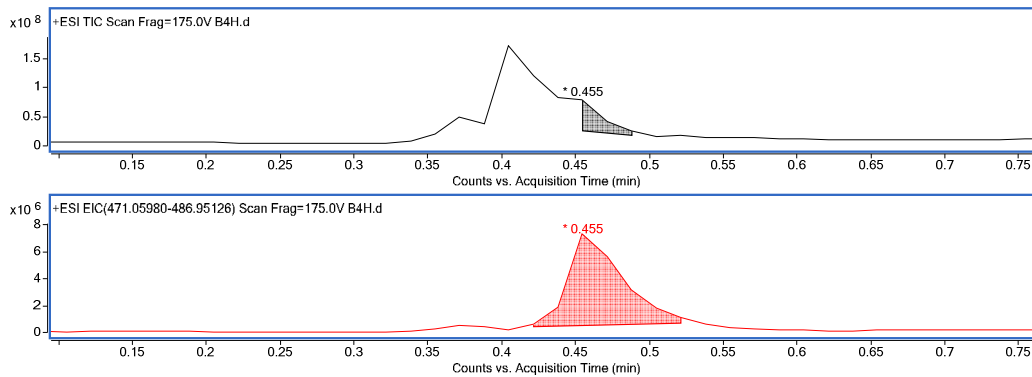 +ESI TIC Scan Frag=175.0V B4H.d
x10 8
1.5
1
0.5
0
* 0.455
0.15 0.2 0.25 0.3 0.35 0.4 0.45 0.5 0.55 0.6 0.65 0.7 0.75
Counts vs. Acquisition Time (min)
+ESI EIC(471.05980-486.95126) Scan Frag=175.0V B4H.d
x10 6
8
6
4
2
0
* 0.455
0.15 0.2 0.25 0.3 0.35 0.4 0.45 0.5 0.55 0.6 0.65 0.7 0.75
Counts vs. Acquisition Time (min)